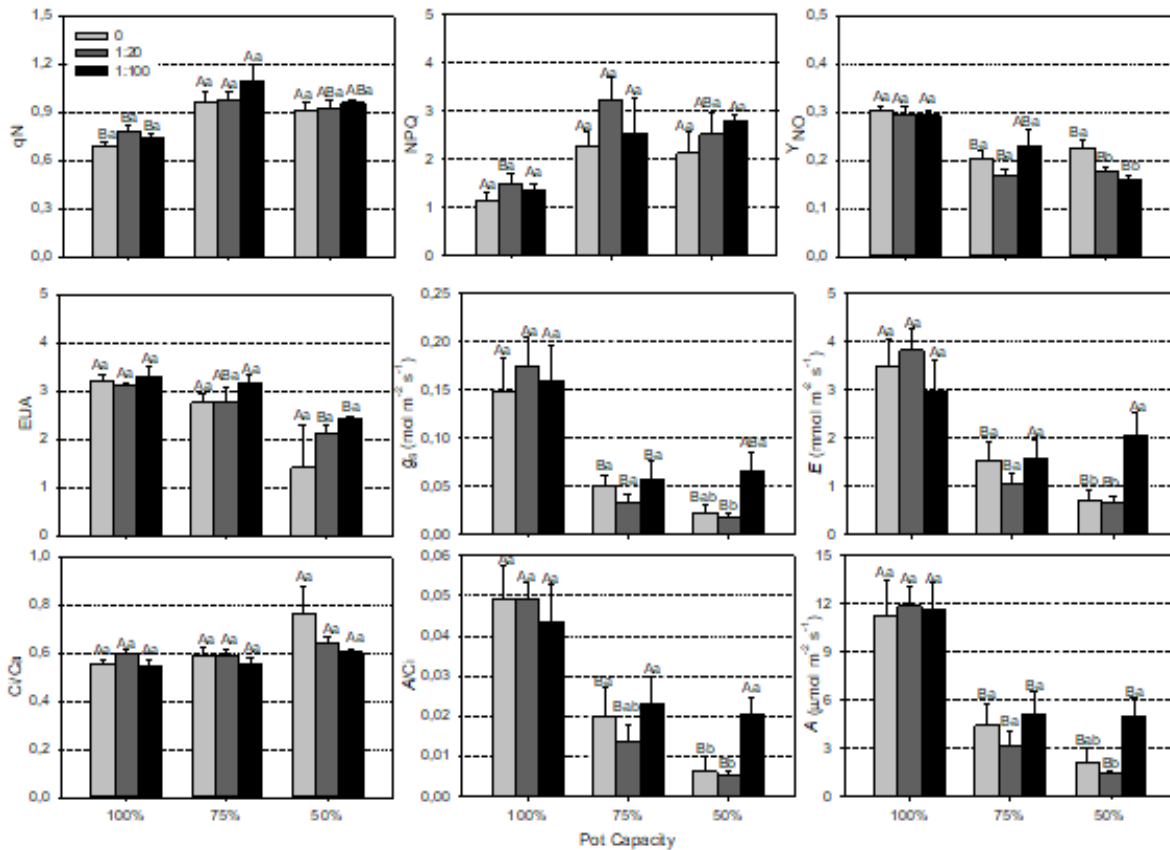 qN
1,5
1,2
0,9
0,6
0,3
0,0
0
1:20
1:100
Ba Ba Ba
Aa Aa Aa
Aa ABa ABa
NPQ
5
4
3
2
1
0
Aa Ba Aa
Aa Aa Aa
Aa ABa Aa
Y NO
0,5
0,4
0,3
0,2
0,1
0,0
Aa Aa Aa
Ba Ba ABa
Ba Bb Bb
EUA
5
4
3
2
1
0
Aa Aa Aa
Aa ABa Aa
Aa Ba Ba
gs (mol m-2 s-1)
0,25
0,20
0,15
0,10
0,05
0,00
Aa Aa Aa
Ba Ba Ba
Bab Bb ABa
E (mmol m-2 s-1)
5
4
3
2
1
0
Aa Aa Aa
Ba Ba Aa
Bb Bb Aa
Ci/Ca
1,0
0,8
0,6
0,4
0,2
0,0
Aa Aa Aa
Aa Aa Aa
Aa Aa Aa
100% 75% 50%
A/Ci
0,06
0,05
0,04
0,03
0,02
0,01
0,00
Aa Aa Aa
Ba Bab Aa
Bb Bb Aa
100% 75% 50%
Pot Capacity
A (µmol m-2 s-1)
15
12
9
6
3
0
Aa Aa Aa
Ba Ba Ba
Bab Bb Ba
100% 75% 50%